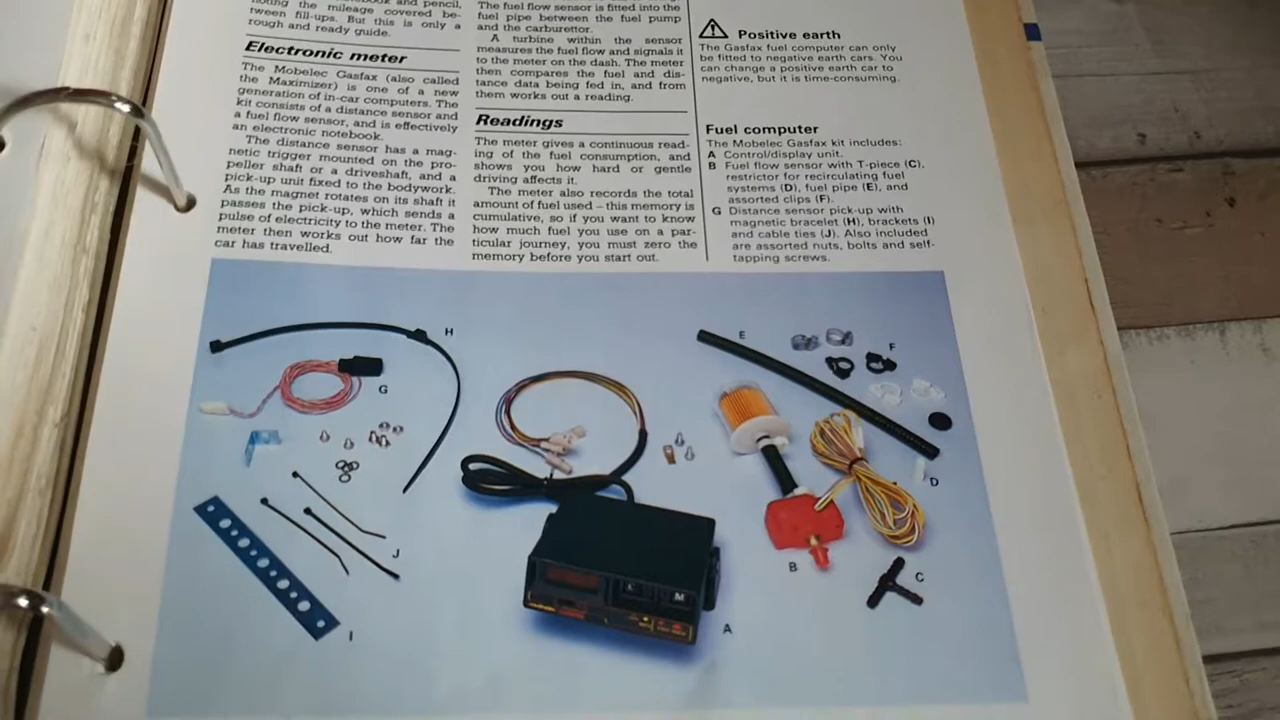 noting the mileage covered be-
tween fill-ups. But this is only a
rough and ready guide.
Electronic meter
The Mobelec Gasfax (also called
the Maximizer) is one of a new
generation of in-car computers. The
kit consists of a distance sensor and
a fuel flow sensor, and is effectively
an electronic notebook.
The distance sensor has a mag-
netic trigger mounted on the pro-
peller shaft or a driveshaft, and a
pick-up unit fixed to the bodywork.
As the magnet rotates on its shaft it
passes the pick-up, which sends a
pulse of electricity to the meter. The
meter then works out how far the
car has travelled.
The fuel flow sensor is fitted into the
fuel pipe between the fuel pump
and the carburettor.
A turbine within the sensor
measures the fuel flow and signals it
to the meter on the dash. The meter
then compares the fuel and dis-
tance data being fed in, and from
them works out a reading.
Readings
The meter gives a continuous read-
ing of the fuel consumption, and
shows you how hard or gentle
driving affects it.
The meter also records the total
amount of fuel used – this memory is
cumulative, so if you want to know
how much fuel you use on a par-
ticular journey, you must zero the
memory before you start out.
Positive earth
The Gasfax fuel computer can only
be fitted to negative earth cars. You
can change a positive earth car to
negative, but it is time-consuming.
Fuel computer
The Mobelec Gasfax kit includes:
A Control/display unit.
B Fuel flow sensor with T-piece (C),
restrictor for recirculating fuel
systems (D), fuel pipe (E), and
assorted clips (F).
G Distance sensor pick-up with
magnetic bracelet (H), brackets (I)
and cable ties (J). Also included
are assorted nuts, bolts and self-
tapping screws.
H
E
F
G
D
J
B
C
M
A
I